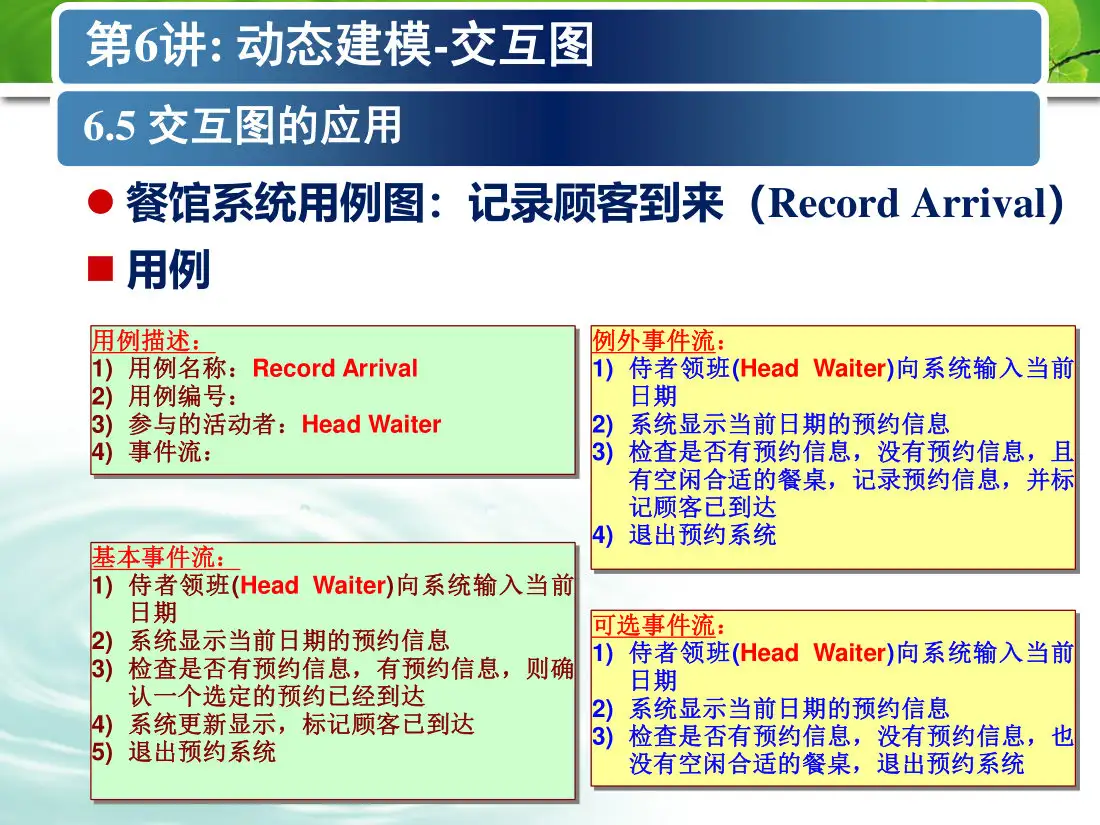 第6讲: 动态建模-交互图
6.5 交互图的应用
餐馆系统用例图：记录顾客到来（Record Arrival）
用例
用例描述：
1) 用例名称：Record Arrival
2) 用例编号：
3) 参与的活动者：Head Waiter
4) 事件流：
基本事件流：
1) 侍者领班(Head Waiter)向系统输入当前
日期
2) 系统显示当前日期的预约信息
3) 检查是否有预约信息，有预约信息，则确
认一个选定的预约已经到达
4) 系统更新显示，标记顾客已到达
5) 退出预约系统
例外事件流：
1) 侍者领班(Head Waiter)向系统输入当前
日期
2) 系统显示当前日期的预约信息
3) 检查是否有预约信息，没有预约信息，且
有空闲合适的餐桌，记录预约信息，并标
记顾客已到达
4) 退出预约系统
可选事件流：
1) 侍者领班(Head Waiter)向系统输入当前
日期
2) 系统显示当前日期的预约信息
3) 检查是否有预约信息，没有预约信息，也
没有空闲合适的餐桌，退出预约系统